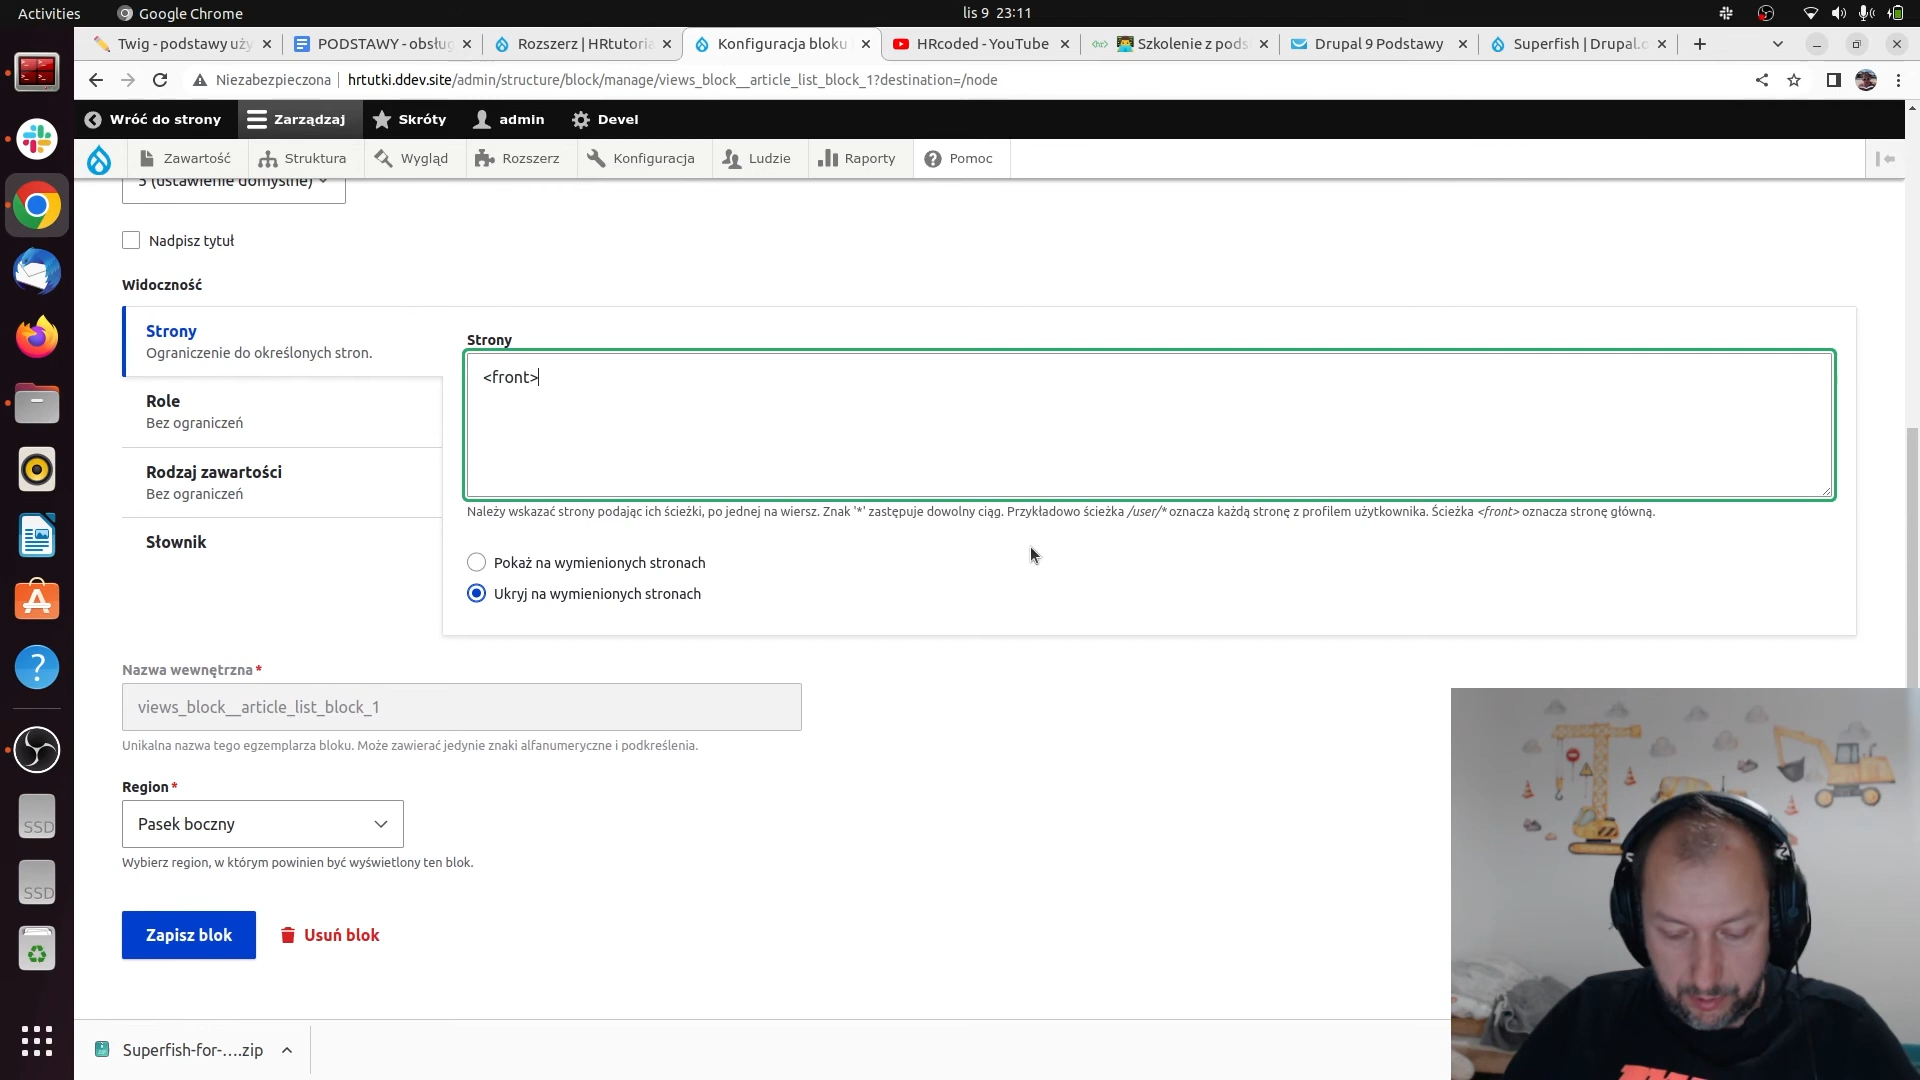 Activities
Google Chrome
lis 9 23:11
Twig - podstawy uży
PODSTAWY - obsług
Rozszerz | HRtutoria
Konfiguracja bloku
HRcoded - YouTube
Szkolenie z pods
Drupal 9 Podstawy
Superfish | Drupal.o
Niezabezpieczona
hrtutki.ddev.site/admin/structure/block/manage/views_block__article_list_block_1?destination=/node
Wróć do strony
Zarządzaj
Skróty
admin
Devel
Zawartość
Struktura
Wygląd
Rozszerz
Konfiguracja
Ludzie
Raporty
Pomoc
5 (ustawienie domyślne)
Nadpisz tytuł
Widoczność
Strony
Ograniczenie do określonych stron.
Role
Bez ograniczeń
Rodzaj zawartości
Bez ograniczeń
Słownik
Strony
<front>
Należy wskazać strony podając ich ścieżki, po jednej na wiersz. Znak '*' zastępuje dowolny ciąg. Przykładowo ścieżka /user/* oznacza każdą stronę z profilem użytkownika. Ścieżka <front> oznacza stronę główną.
Pokaż na wymienionych stronach
Ukryj na wymienionych stronach
Nazwa wewnętrzna*
views_block__article_list_block_1
Unikalna nazwa tego egzemplarza bloku. Może zawierać jedynie znaki alfanumeryczne i podkreślenia.
Region*
Pasek boczny
Wybierz region, w którym powinien być wyświetlony ten blok.
Zapisz blok
Usuń blok
Superfish-for-....zip
SSD
SSD